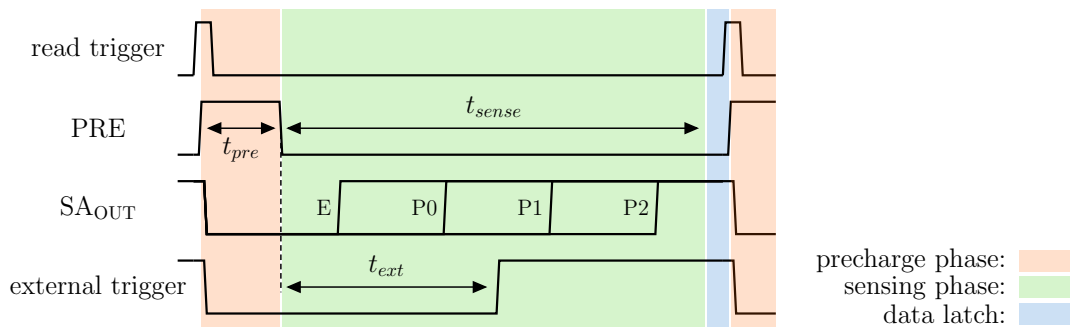 read trigger
PRE
t_pre
t_sense
SA_OUT
E
P0
P1
P2
external trigger
t_ext
precharge phase:
sensing phase:
data latch: